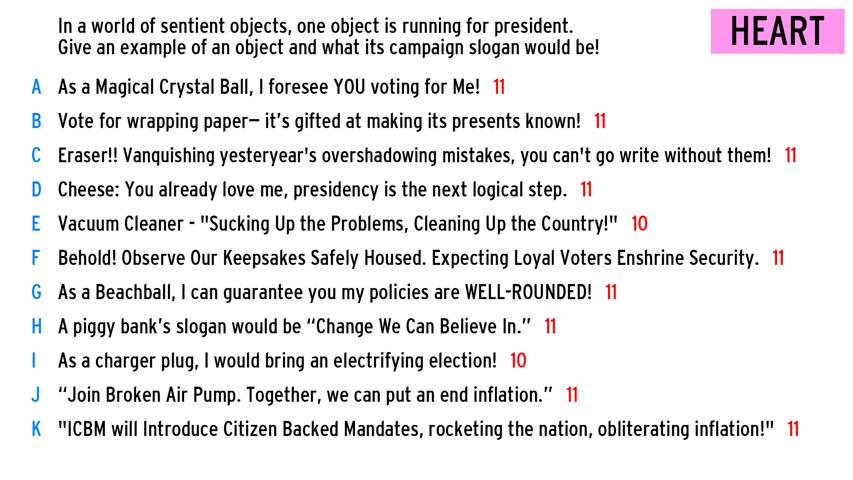 In a world of sentient objects, one object is running for president.
Give an example of an object and what its campaign slogan would be!
HEART
A As a Magical Crystal Ball, I foresee YOU voting for Me! 11
B Vote for wrapping paper— it's gifted at making its presents known! 11
C Eraser!! Vanquishing yesteryear's overshadowing mistakes, you can't go write without them! 11
D Cheese: You already love me, presidency is the next logical step. 11
E Vacuum Cleaner - "Sucking Up the Problems, Cleaning Up the Country!" 10
F Behold! Observe Our Keepsakes Safely Housed. Expecting Loyal Voters Enshrine Security. 11
G As a Beachball, I can guarantee you my policies are WELL-ROUNDED! 11
H A piggy bank's slogan would be “Change We Can Believe In.” 11
I As a charger plug, I would bring an electrifying election! 10
J “Join Broken Air Pump. Together, we can put an end inflation.” 11
K "ICBM will Introduce Citizen Backed Mandates, rocketing the nation, obliterating inflation!" 11